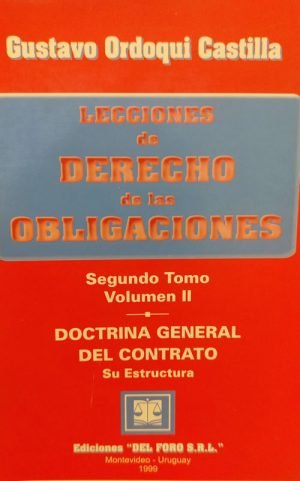 Gustavo Ordoqui Castilla
LECCIONES
de
DERECHO
de las
OBLIGACIONES
Segundo Tomo
Volumen II
DOCTRINA GENERAL
DEL CONTRATO
Su Estructura
Ediciones "DEL FORO S.R.L."
Montevideo - Uruguay
1999